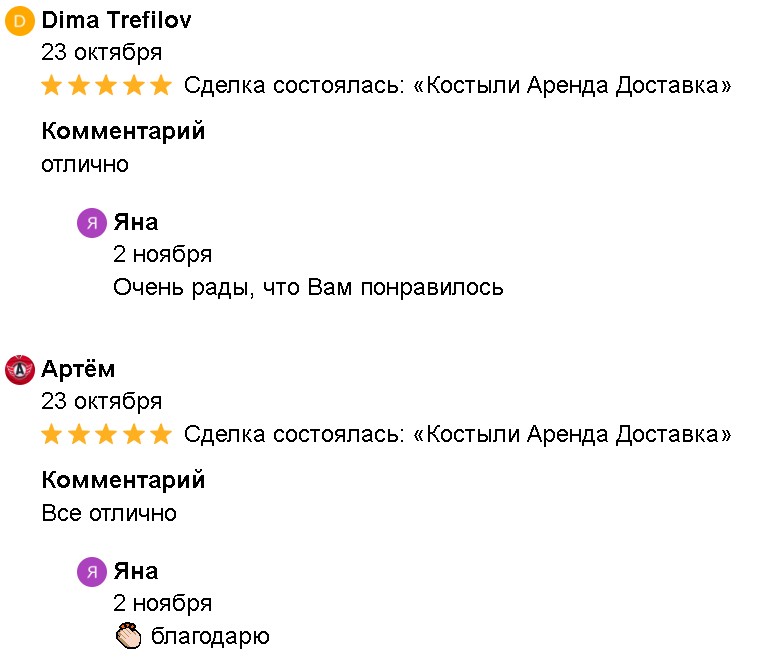 D Dima Trefilov
23 октября
Сделка состоялась: «Костыли Аренда Доставка»
Комментарий
отлично
Я Яна
2 ноября
Очень рады, что Вам понравилось
А Артём
23 октября
Сделка состоялась: «Костыли Аренда Доставка»
Комментарий
Все отлично
Я Яна
2 ноября
👏🏻 благодарю